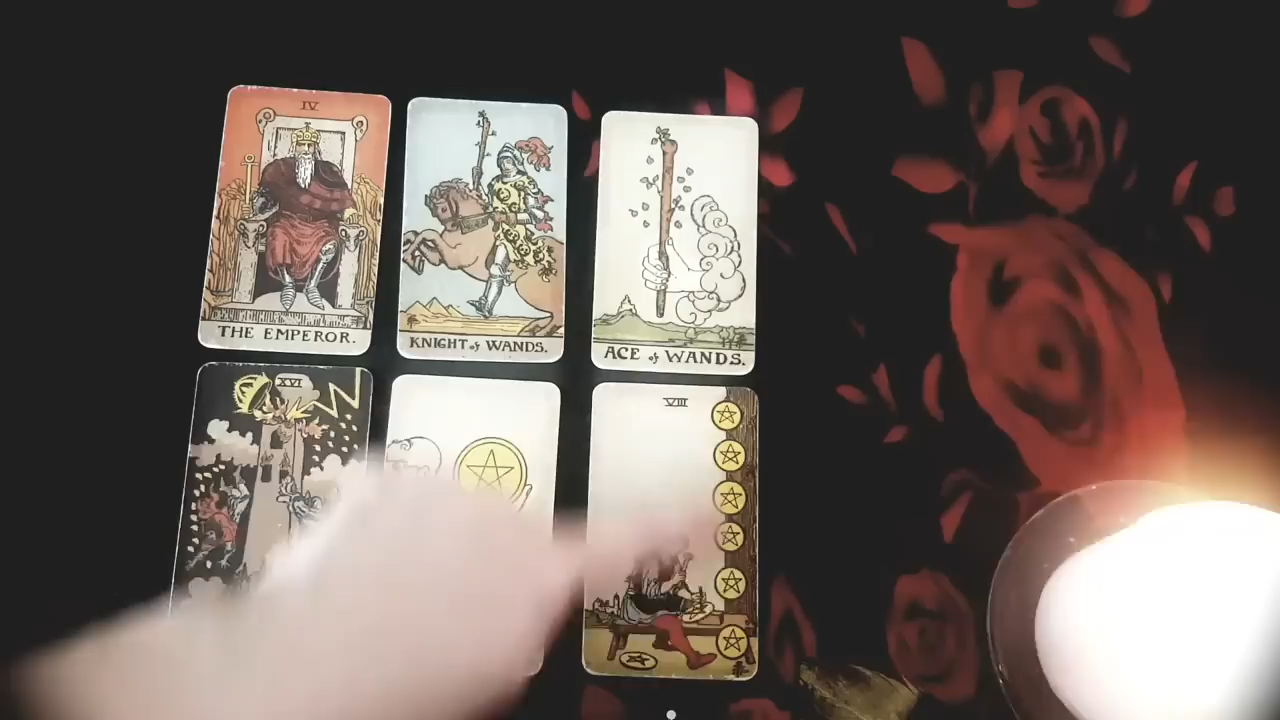 IV
THE EMPEROR.
KNIGHT of WANDS.
ACE of WANDS.
XVI
VIII